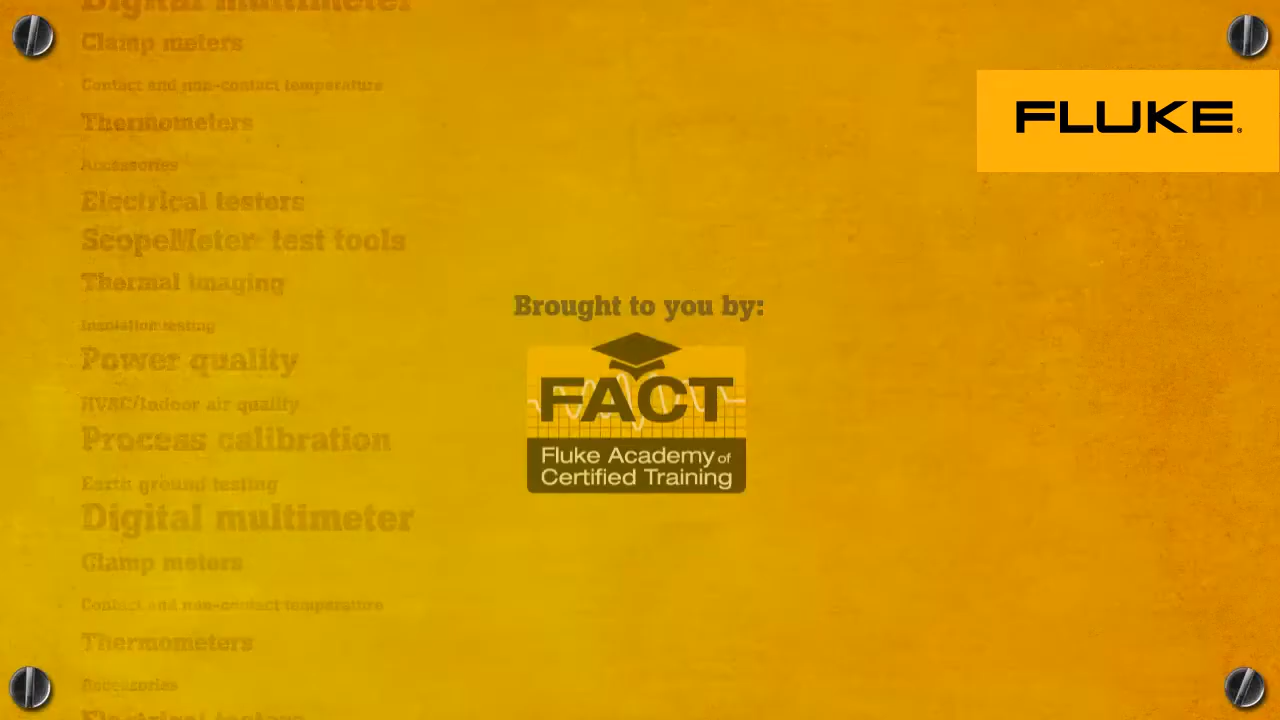 Digital multimeter
Clamp meters
Contact and non-contact temperature
Thermometers
Accessories
Electrical testers
ScopeMeter® test tools
Thermal imaging
Insulation testing
Power quality
HVAC/Indoor air quality
Process calibration
Earth ground testing
Digital multimeter
Clamp meters
Contact and non-contact temperature
Thermometers
Accessories
Electrical testers
FLUKE®
Brought to you by:
FACT
Fluke Academy of
Certified Training